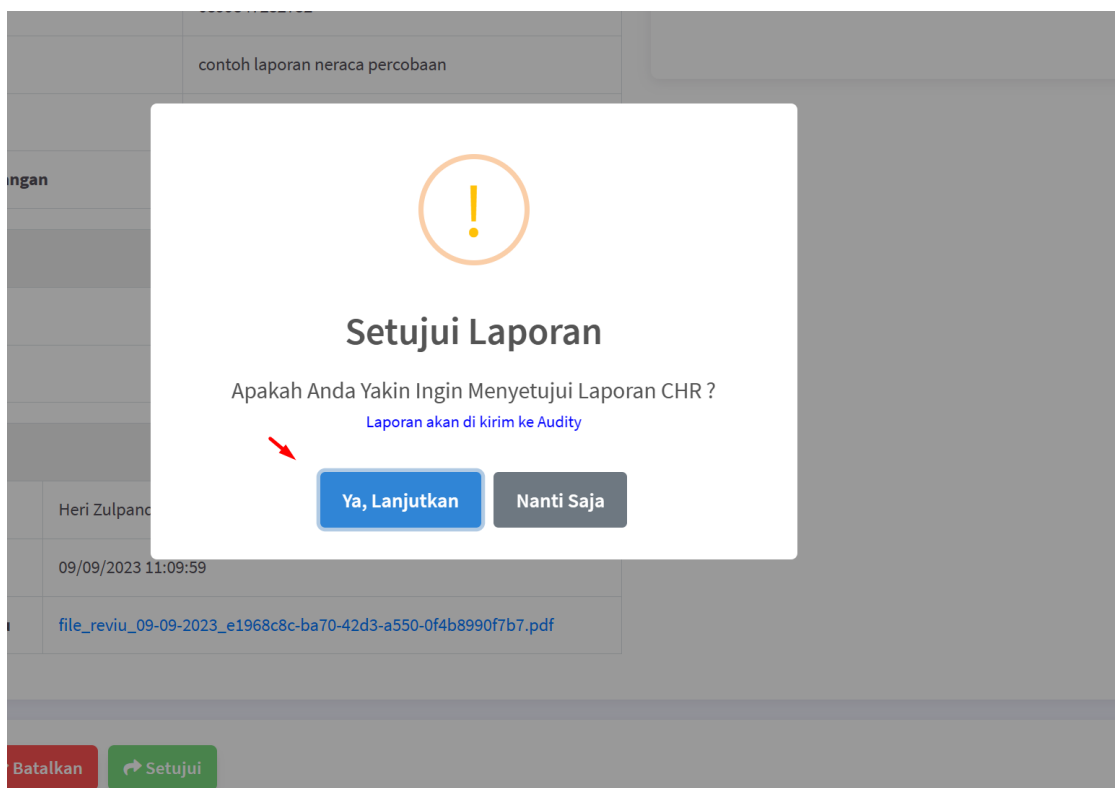 contoh laporan neraca percobaan
angan
!
Setujui Laporan
Apakah Anda Yakin Ingin Menyetujui Laporan CHR ?
Laporan akan di kirim ke Audity
Ya, Lanjutkan
Nanti Saja
Heri Zulpand
09/09/2023 11:09:59
file_reviu_09-09-2023_e1968c8c-ba70-42d3-a550-0f4b8990f7b7.pdf
Batalkan
Setujui